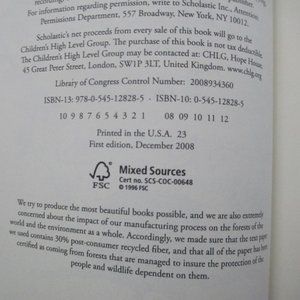 For information regarding permission, write to Scholastic Inc., Attention:
Permissions Department, 557 Broadway, New York, NY 10012.
Scholastic's net proceeds from every sale of this book will go to the
Children's High Level Group. The purchase of this book is not tax deductible.
The Children's High Level Group may be contacted at: CHLG, Hope House,
45 Great Peter Street, London, SW1P 3LT, United Kingdom. www.chlg.org
Library of Congress Control Number: 2008934360
ISBN-13: 978-0-545-12828-5 · ISBN-10: 0-545-12828-5
10 9 8 7 6 5 4 3 2 1 08 09 10 11 12
Printed in the U.S.A. 23
First edition, December 2008
FSC
Mixed Sources
Cert no. SCS-COC-00648
© 1996 FSC
We try to produce the most beautiful books possible, and we are also extremely
concerned about the impact of our manufacturing process on the forests of the
world and the environment as a whole. Accordingly, we made sure that the text paper
we used contains 30% post-consumer recycled fiber, and that all of the paper has been
certified as coming from forests that are managed to insure the protection of the
people and wildlife dependent on them.